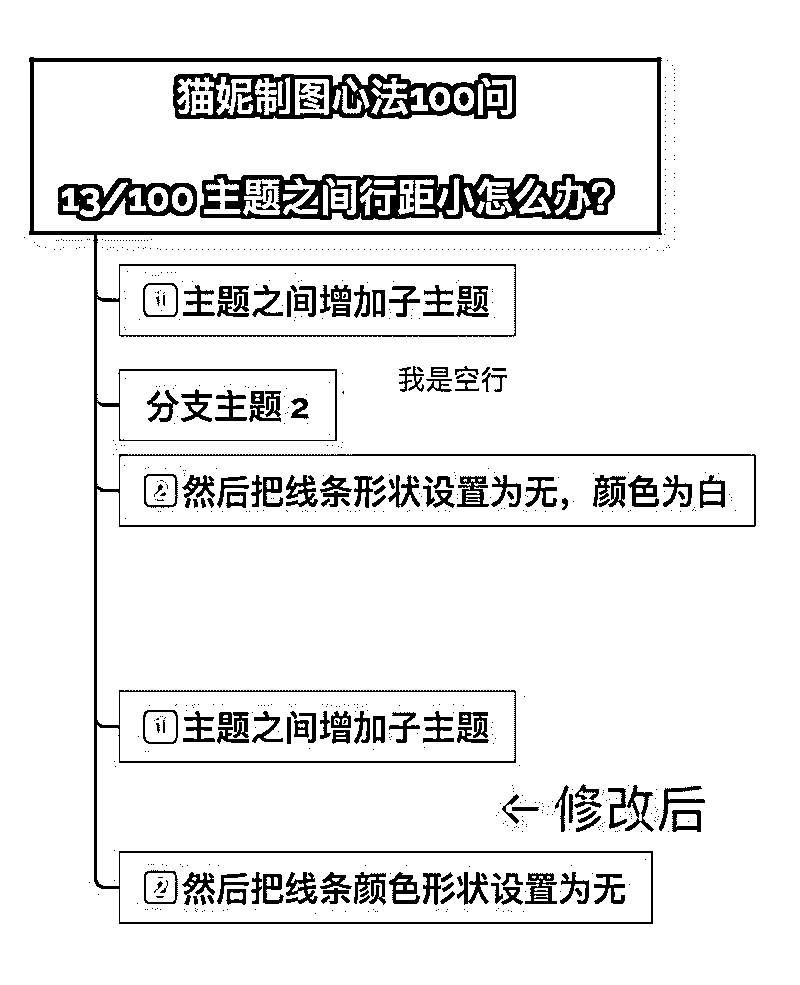 猫妮制图心法100问
13/100 主题之间行距小怎么办?
1 主题之间增加子主题
分支主题 2
我是空行
2 然后把线条形状设置为无，颜色为白
1 主题之间增加子主题
← 修改后
2 然后把线条颜色形状设置为无